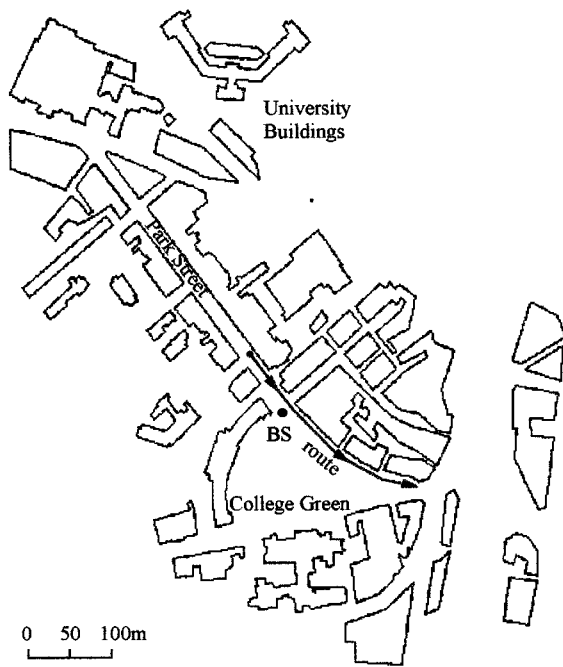 University
Buildings
Park Street
BS
route
College Green
0 50 100m